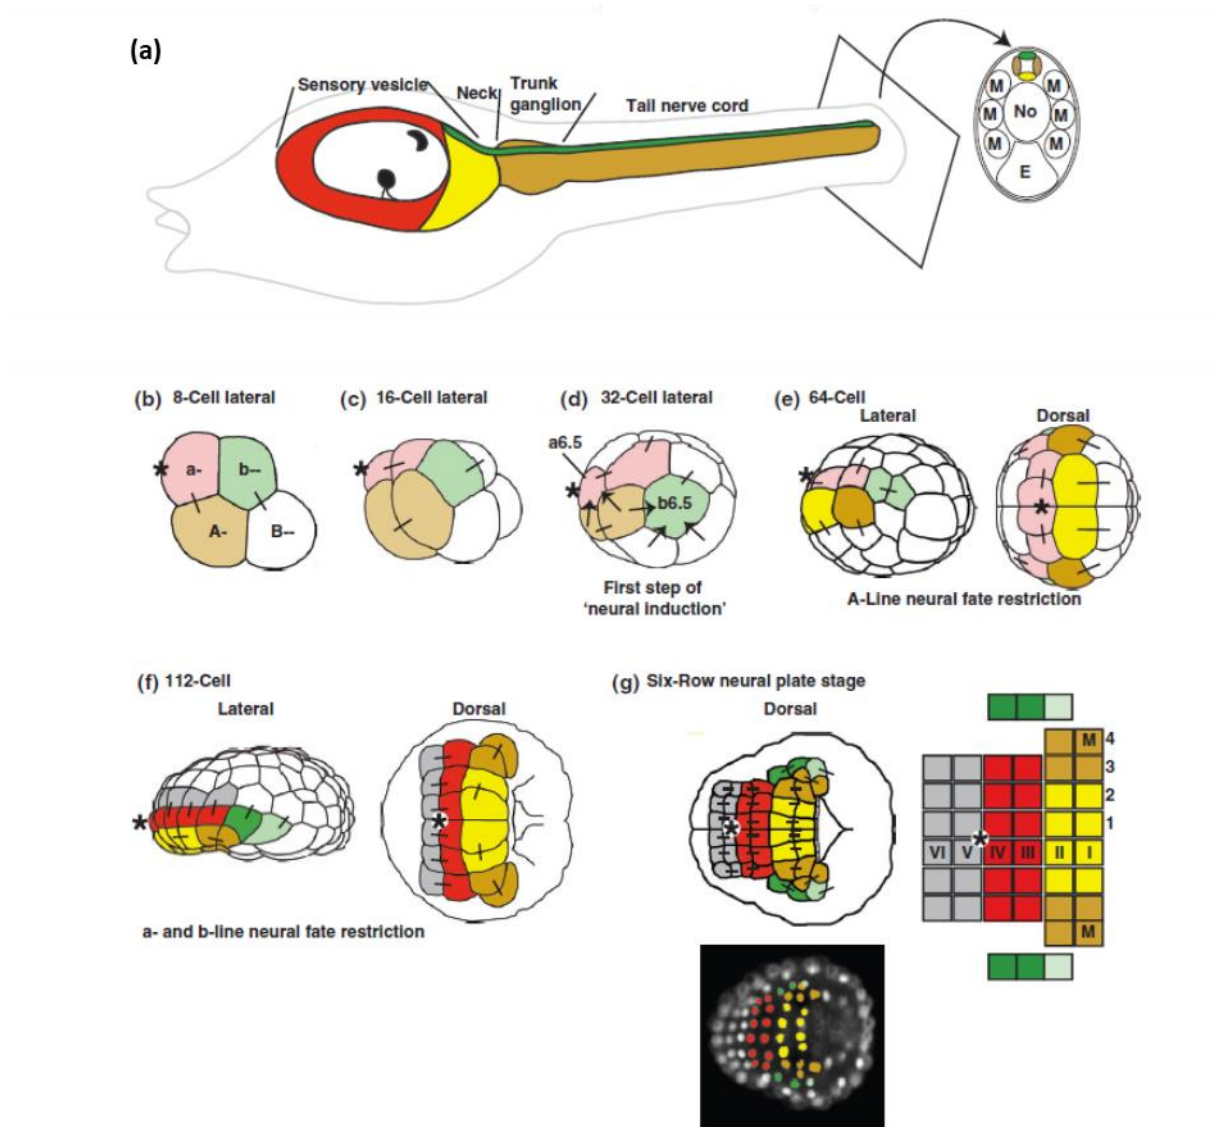 (a)
Sensory vesicle
Neck
Trunk
ganglion
Tail nerve cord
M
M
M
No
M
M
M
E
(b) 8-Cell lateral
(c) 16-Cell lateral
(d) 32-Cell lateral
(e) 64-Cell
Lateral
Dorsal
a6.5
*
a-
b--
A-
B--
*
*
b6.5
*
*
First step of
‘neural induction’
A-Line neural fate restriction
(f) 112-Cell
(g) Six-Row neural plate stage
Lateral
Dorsal
Dorsal
M
4
3
2
1
*
*
*
*
VI
V
IV
III
II
I
M
a- and b-line neural fate restriction